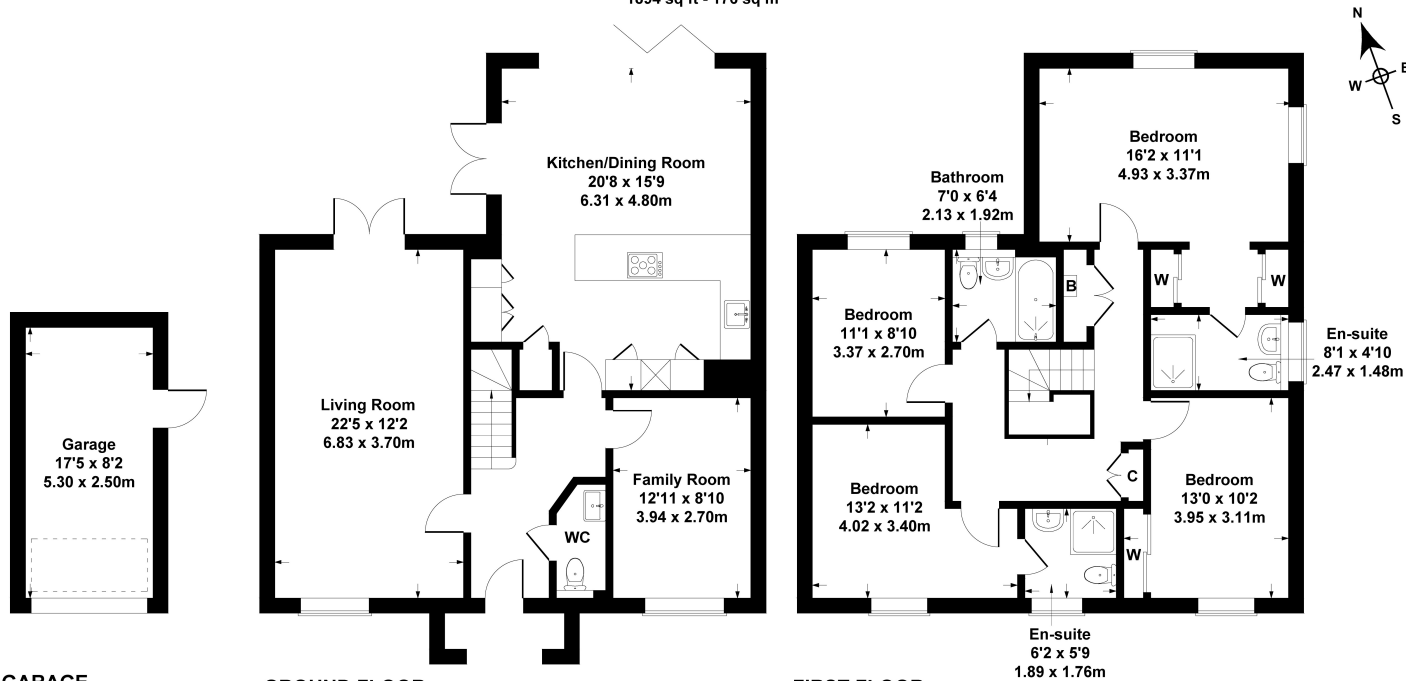 N
E
W
S
Kitchen/Dining Room
20'8 x 15'9
6.31 x 4.80m
Bedroom
16'2 x 11'1
4.93 x 3.37m
Bathroom
7'0 x 6'4
2.13 x 1.92m
B
W
W
Bedroom
11'1 x 8'10
3.37 x 2.70m
En-suite
8'1 x 4'10
2.47 x 1.48m
Living Room
22'5 x 12'2
6.83 x 3.70m
Garage
17'5 x 8'2
5.30 x 2.50m
Family Room
12'11 x 8'10
3.94 x 2.70m
WC
Bedroom
13'2 x 11'2
4.02 x 3.40m
C
Bedroom
13'0 x 10'2
3.95 x 3.11m
W
En-suite
6'2 x 5'9
1.89 x 1.76m
GARAGE
GROUND FLOOR
FIRST FLOOR